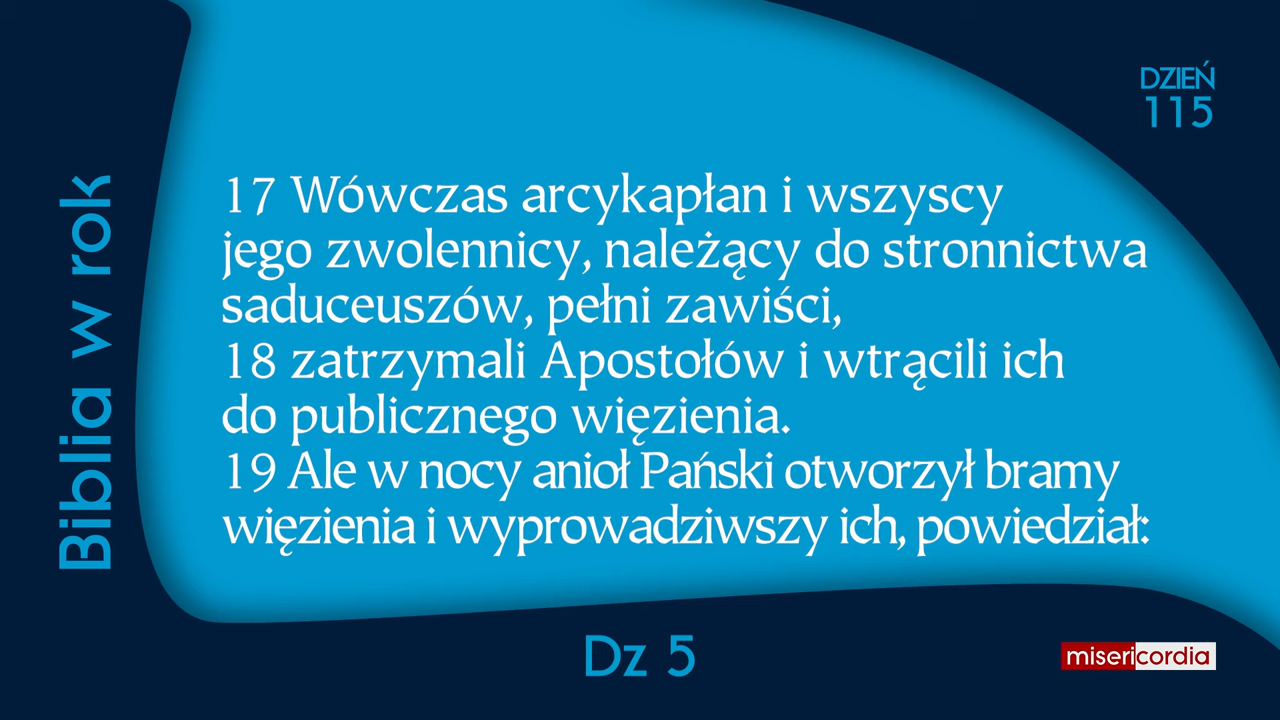 DZIEŃ
115
Biblia w rok
17 Wówczas arcykapłan i wszyscy
jego zwolennicy, należący do stronnictwa
saduceuszów, pełni zawiści,
18 zatrzymali Apostołów i wtrącili ich
do publicznego więzienia.
19 Ale w nocy anioł Pański otworzył bramy
więzienia i wyprowadziwszy ich, powiedział:
Dz 5
misericordia